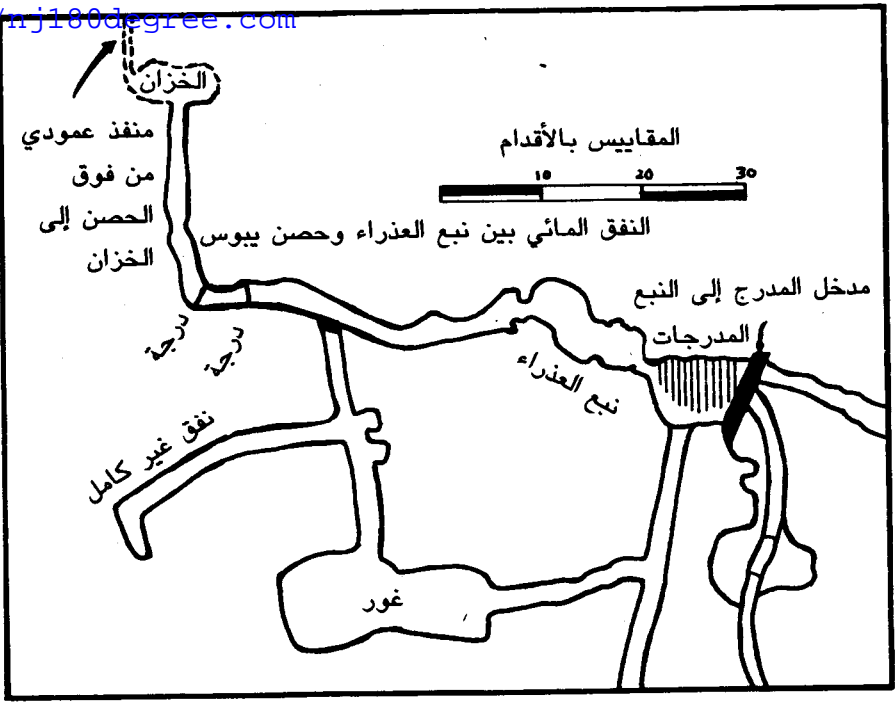 /nj180degree.com
الخزان
منفذ عمودي
من فوق
الحصن إلى
الخزان
المقاييس بالأقدام
10 20 30
النفق المائي بين نبع العذراء وحصن يبوس
مدخل المدرج إلى النبع
المدرجات
درجة
درجة
نبع العذراء
نفق غير كامل
غور